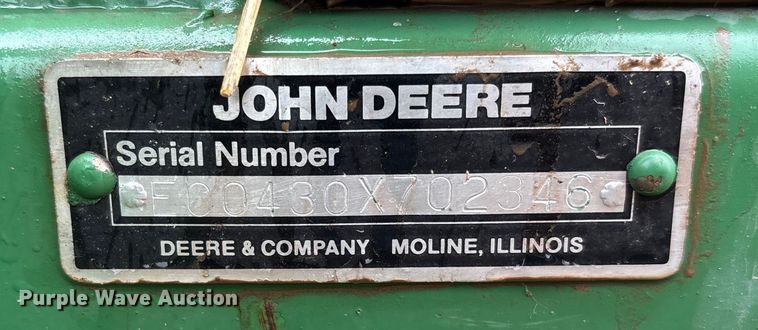 JOHN DEERE
Serial Number
E00430X702346
DEERE & COMPANY MOLINE, ILLINOIS
Purple Wave Auction